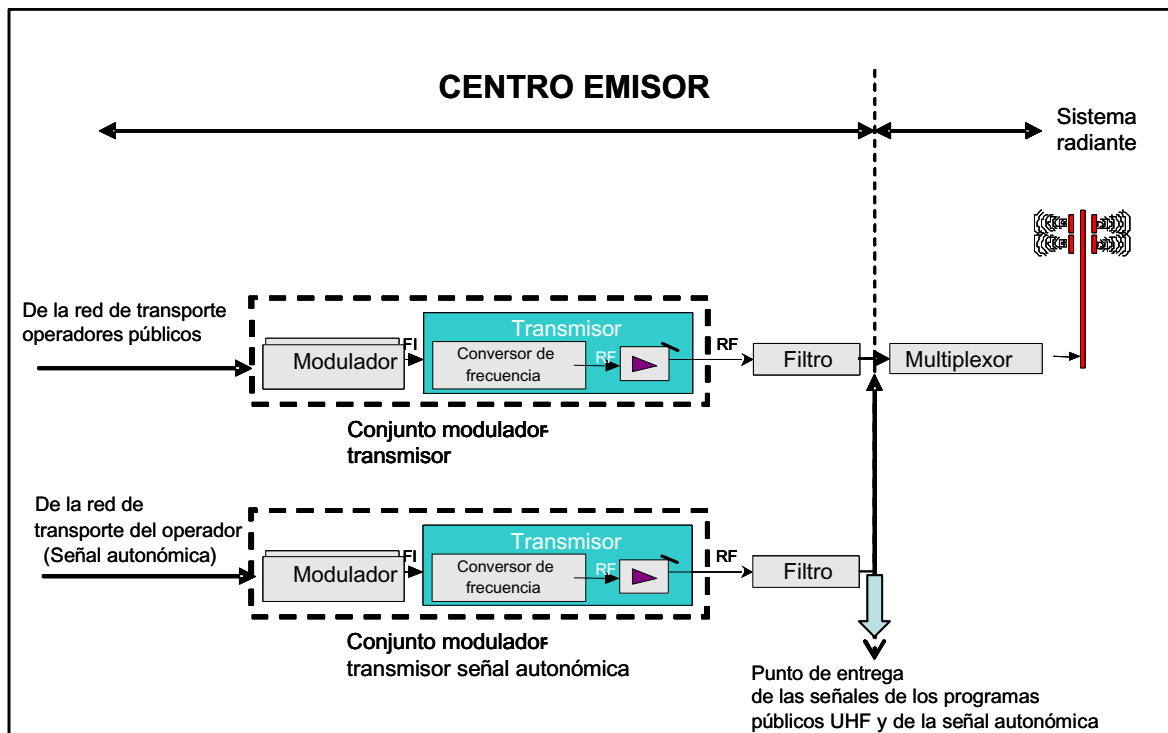 CENTRO EMISOR
Sistema
radiante
De la red de transporte
operadores públicos
Modulador
FI
Transmisor
Conversor de
frecuencia
RF
RF
Filtro
Multiplexor
Conjunto modulador-
transmisor
De la red de
transporte del operador
(Señal autonómica)
Modulador
FI
Transmisor
Conversor de
frecuencia
RF
RF
Filtro
Conjunto modulador-
transmisor señal autonómica
Punto de entrega
de las señales de los programas
públicos UHF y de la señal autonómica